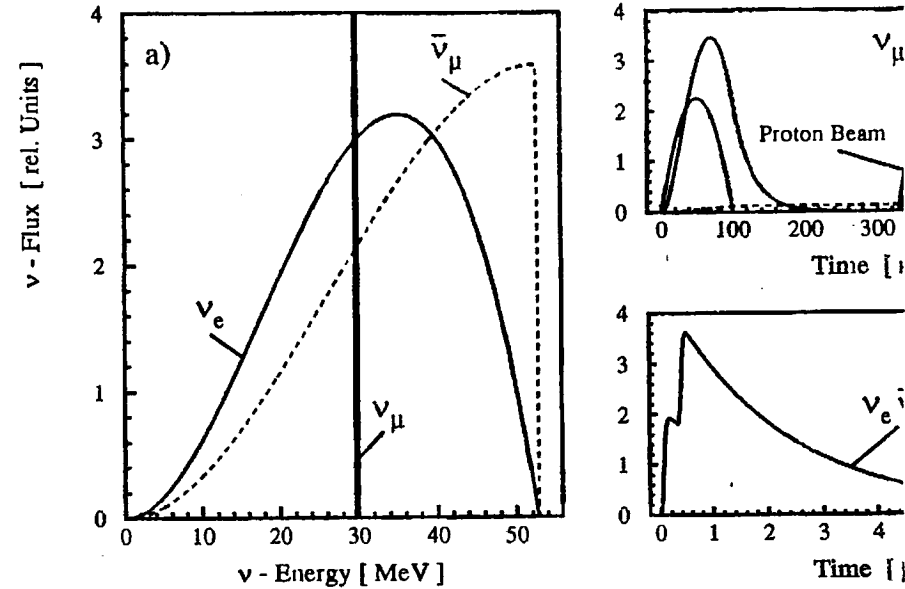 a)
ν̄μ
νe
νμ
4
3
2
1
0
0 10 20 30 40 50
ν - Flux [ rel. Units ]
ν - Energy [ MeV ]
4
3
2
1
0
νμ
Proton Beam
0 100 200 300
Time [
4
3
2
1
0
νe
0 1 2 3 4
Time [